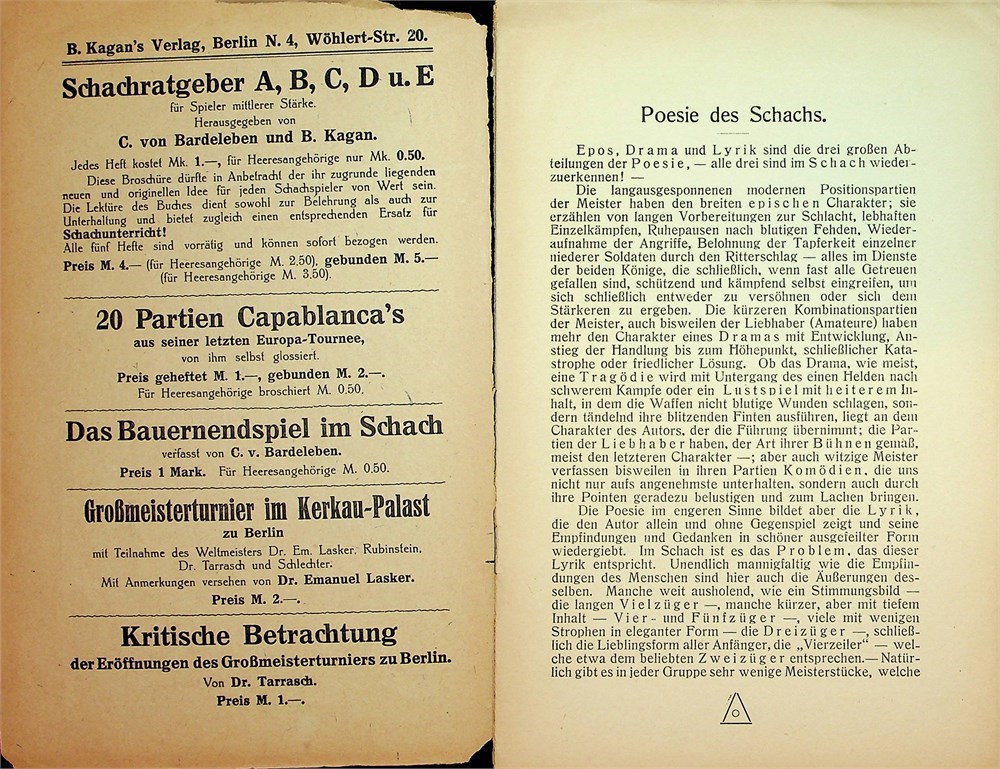 B. Kagan's Verlag, Berlin N. 4, Wöhlert-Str. 20.
Schachratgeber A, B, C, D u. E
für Spieler mittlerer Stärke.
Herausgegeben von
C. von Bardeleben und B. Kagan.
Jedes Heft kostet Mk. 1.—, für Heeresangehörige nur Mk. 0.50.
Diese Broschüre dürfte in Anbetracht der ihr zugrunde liegenden
neuen und originellen Idee für jeden Schachspieler von Wert sein.
Die Lektüre des Buches dient sowohl zur Belehrung als auch zur
Unterhaltung und bietet zugleich einen entsprechenden Ersatz für
Schachunterricht!
Alle fünf Hefte sind vorrätig und können sofort bezogen werden.
Preis M. 4.— (für Heeresangehörige M. 2.50), gebunden M. 5.—
(für Heeresangehörige M. 3.50).
20 Partien Capablanca's
aus seiner letzten Europa-Tournee,
von ihm selbst glossiert.
Preis geheftet M. 1.—, gebunden M. 2.—.
Für Heeresangehörige broschiert M. 0.50.
Das Bauernendspiel im Schach
verfasst von C. v. Bardeleben.
Preis 1 Mark. Für Heeresangehörige M. 0.50.
Großmeisterturnier im Kerkau-Palast
zu Berlin
mit Teilnahme des Weltmeisters Dr. Em. Lasker, Rubinstein,
Dr. Tarrasch und Schlechter.
Mit Anmerkungen versehen von Dr. Emanuel Lasker.
Preis M. 2.—.
Kritische Betrachtung
der Eröffnungen des Großmeisterturniers zu Berlin.
Von Dr. Tarrasch.
Preis M. 1.—.
Poesie des Schachs.
Epos, Drama und Lyrik sind die drei großen Ab-
teilungen der Poesie, — alle drei sind im Schach wieder-
zuerkennen! —
Die langausgesponnenen modernen Positionspartien
der Meister haben den breiten epischen Charakter; sie
erzählen von langen Vorbereitungen zur Schlacht, lebhaften
Einzelkämpfen, Ruhepausen nach blutigen Fehden, Wieder-
aufnahme der Angriffe, Belohnung der Tapferkeit einzelner
niederer Soldaten durch den Ritterschlag — alles im Dienste
der beiden Könige, die schließlich, wenn fast alle Getreuen
gefallen sind, schützend und kämpfend selbst eingreifen, um
sich schließlich entweder zu versöhnen oder sich dem
Stärkeren zu ergeben. Die kürzeren Kombinationspartien
der Meister, auch bisweilen der Liebhaber (Amateure) haben
mehr den Charakter eines Dramas mit Entwicklung, An-
stieg der Handlung bis zum Höhepunkt, schließlicher Kata-
strophe oder friedlicher Lösung. Ob das Drama, wie meist,
eine Tragödie wird mit Untergang des einen Helden nach
schwerem Kampfe oder ein Lustspiel mit heiterem In-
halt, in dem die Waffen nicht blutige Wunden schlagen, son-
dern tändelnd ihre blitzenden Finten ausführen, liegt an dem
Charakter des Autors, der die Führung übernimmt; die Par-
tien der Liebhaber haben, der Art ihrer Bühnen gemäß,
meist den letzteren Charakter —; aber auch witzige Meister
verfassen bisweilen in ihren Partien Komödien, die uns
nicht nur aufs angenehmste unterhalten, sondern auch durch
ihre Pointen geradezu belustigen und zum Lachen bringen.
Die Poesie im engeren Sinne bildet aber die Lyrik,
die den Autor allein und ohne Gegenspiel zeigt und seine
Empfindungen und Gedanken in schöner ausgefeilter Form
wiedergiebt. Im Schach ist es das Problem, das dieser
Lyrik entspricht. Unendlich mannigfaltig wie die Empfin-
dungen des Menschen sind hier auch die Äußerungen des-
selben. Manche weit ausholend, wie ein Stimmungsbild —
die langen Vielzüger —, manche kürzer, aber mit tiefem
Inhalt — Vier- und Fünfzüger —, viele mit wenigen
Strophen in eleganter Form — die Dreizüger —, schließ-
lich die Lieblingsform aller Anfänger, die „Vierzeiler“ — wel-
che etwa dem beliebten Zweizüger entsprechen.— Natür-
lich gibt es in jeder Gruppe sehr wenige Meisterstücke, welche